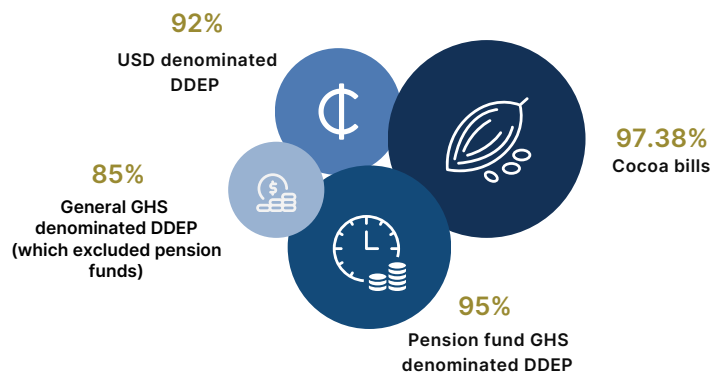 92%
USD denominated
DDEP
97.38%
Cocoa bills
85%
General GHS
denominated DDEP
(which excluded pension
funds)
95%
Pension fund GHS
denominated DDEP